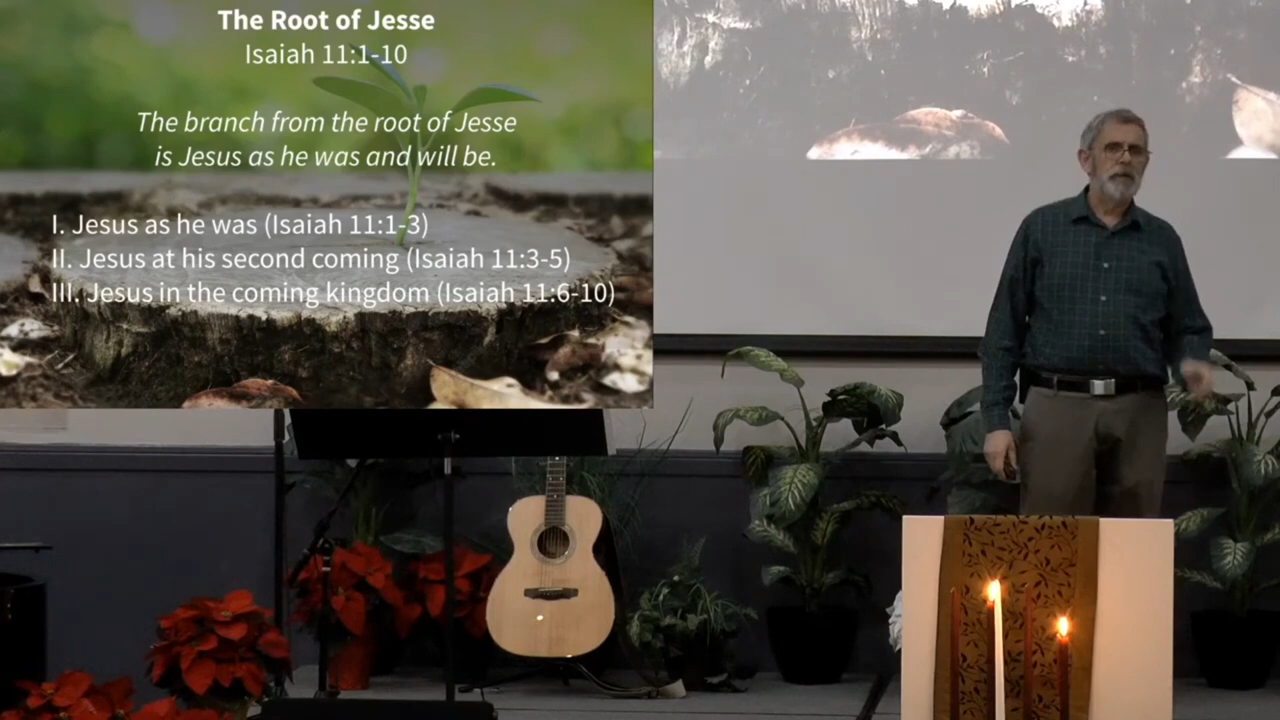 The Root of Jesse
Isaiah 11:1-10
The branch from the root of Jesse
is Jesus as he was and will be.
I. Jesus as he was (Isaiah 11:1-3)
II. Jesus at his second coming (Isaiah 11:3-5)
III. Jesus in the coming kingdom (Isaiah 11:6-10)